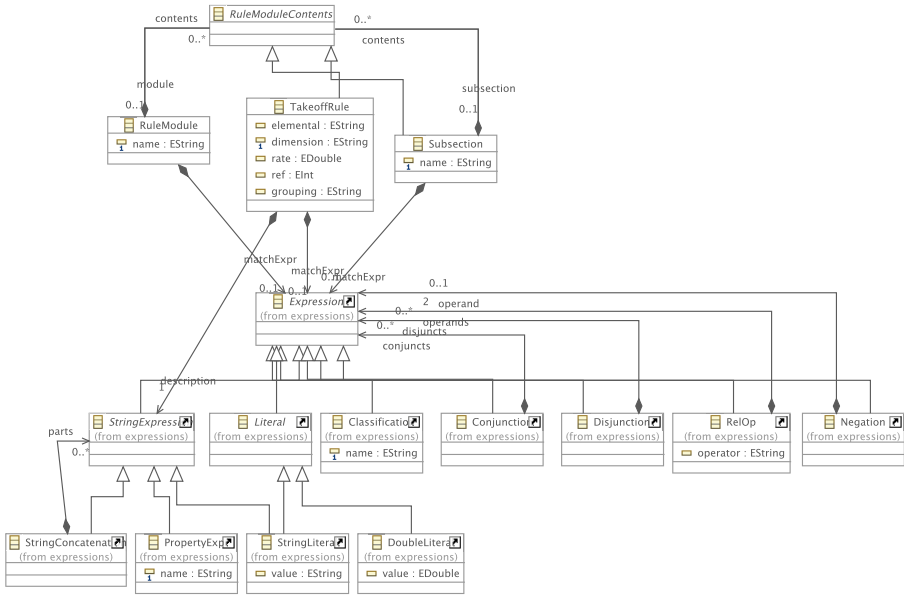 contents
RuleModuleContents
0..*
0..*
contents
module
subsection
0..1
0..1
RuleModule
name : EString
TakeoffRule
elemental : EString
dimension : EString
rate : EDouble
ref : EInt
grouping : EString
Subsection
name : EString
matchExpr
matchExpr
matchExpr
0..1
0..1
0..1
0..1
2
operand
0..*
operands
0..*
disjuncts
conjuncts
Expression
(from expressions)
description
1
StringExpress
(from expressions)
Literal
(from expressions)
Classificatio
(from expressions)
name : EString
Conjunction
(from expressions)
Disjunction
(from expressions)
RelOp
(from expressions)
operator : EString
Negation
(from expressions)
parts
0..*
StringConcatenat
(from expressions)
PropertyExp
(from expressions)
name : EString
StringLitera
(from expressions)
value : EString
DoubleLitera
(from expressions)
value : EDouble